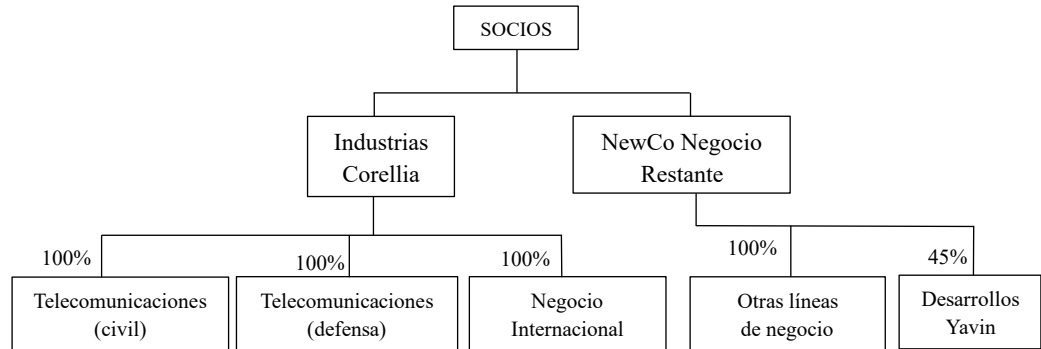 SOCIOS
Industrias
Corellia
NewCo Negocio
Restante
100%
100%
100%
100%
45%
Telecomunicaciones
(civil)
Telecomunicaciones
(defensa)
Negocio
Internacional
Otras líneas
de negocio
Desarrollos
Yavin